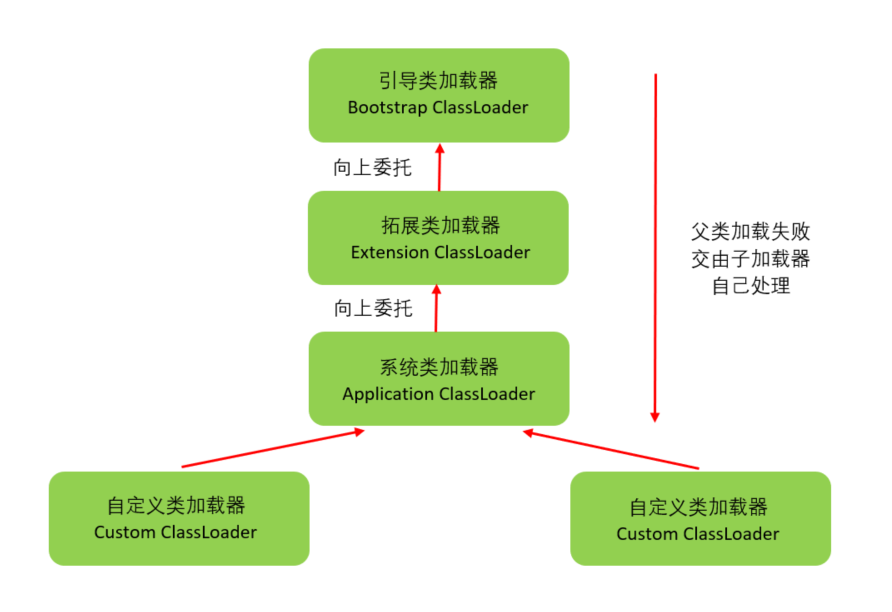 引导类加载器
Bootstrap ClassLoader
向上委托
拓展类加载器
Extension ClassLoader
父类加载失败
交由子加载器
自己处理
向上委托
系统类加载器
Application ClassLoader
自定义类加载器
Custom ClassLoader
自定义类加载器
Custom ClassLoader